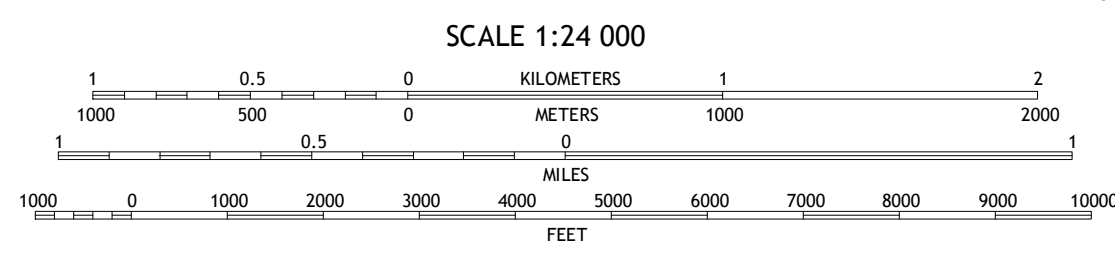 SCALE 1:24 000
1 0.5 0 KILOMETERS 1 2
1000 500 0 METERS 1000 2000
1 0.5 0 1
MILES
1000 0 1000 2000 3000 4000 5000 6000 7000 8000 9000 10000
FEET